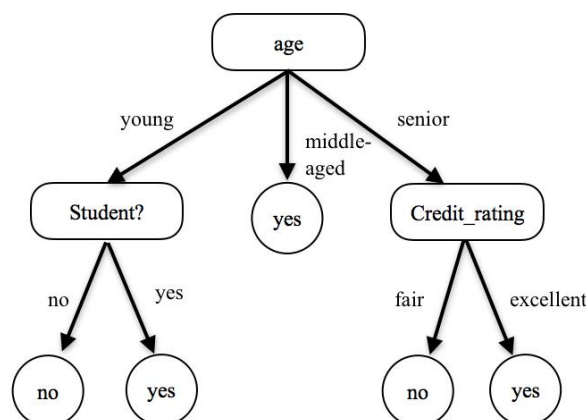 age
young
middle-
aged
senior
Student?
yes
Credit_rating
no
yes
fair
excellent
no
yes
no
yes